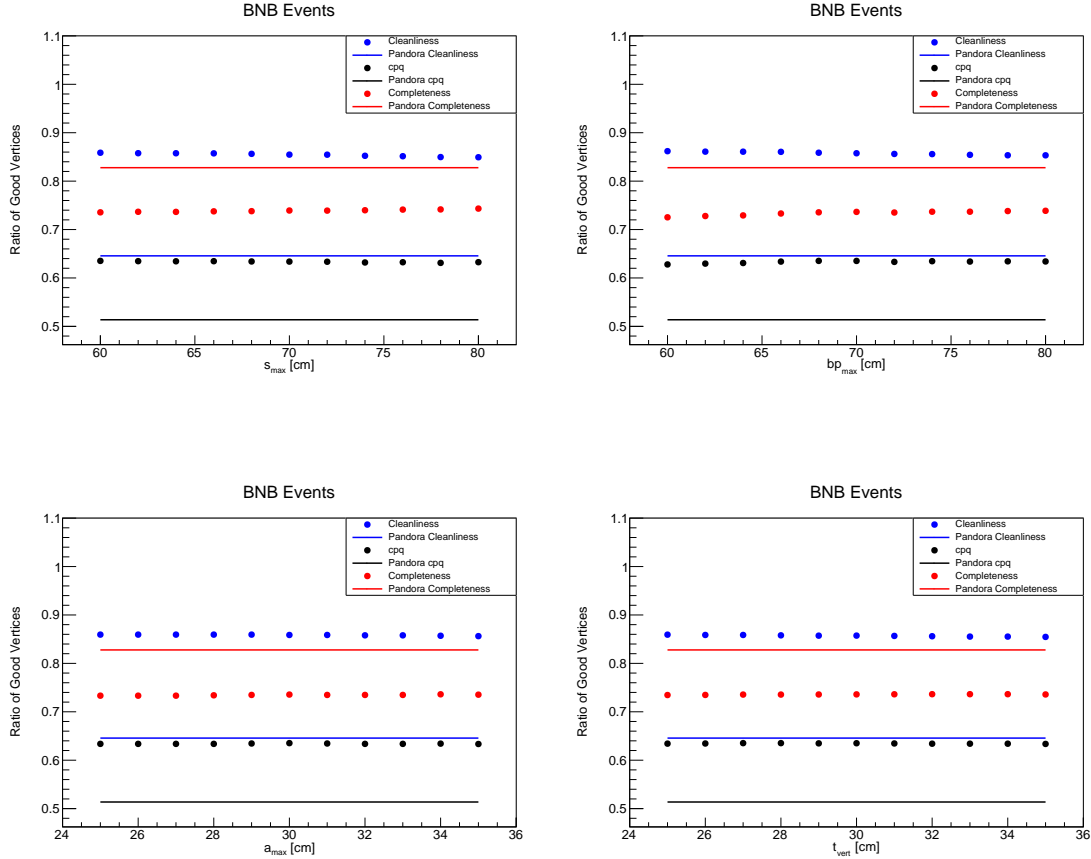 BNB Events
Ratio of Good Vertices
1.1
1
0.9
0.8
0.7
0.6
0.5
Cleanliness
Pandora Cleanliness
cpq
Pandora cpq
Completeness
Pandora Completeness
60 65 70 75 80
s_max [cm]
BNB Events
Ratio of Good Vertices
1.1
1
0.9
0.8
0.7
0.6
0.5
Cleanliness
Pandora Cleanliness
cpq
Pandora cpq
Completeness
Pandora Completeness
60 65 70 75 80
bp_max [cm]
BNB Events
Ratio of Good Vertices
1.1
1
0.9
0.8
0.7
0.6
0.5
Cleanliness
Pandora Cleanliness
cpq
Pandora cpq
Completeness
Pandora Completeness
24 26 28 30 32 34 36
a_max [cm]
BNB Events
Ratio of Good Vertices
1.1
1
0.9
0.8
0.7
0.6
0.5
Cleanliness
Pandora Cleanliness
cpq
Pandora cpq
Completeness
Pandora Completeness
24 26 28 30 32 34 36
t_vert [cm]